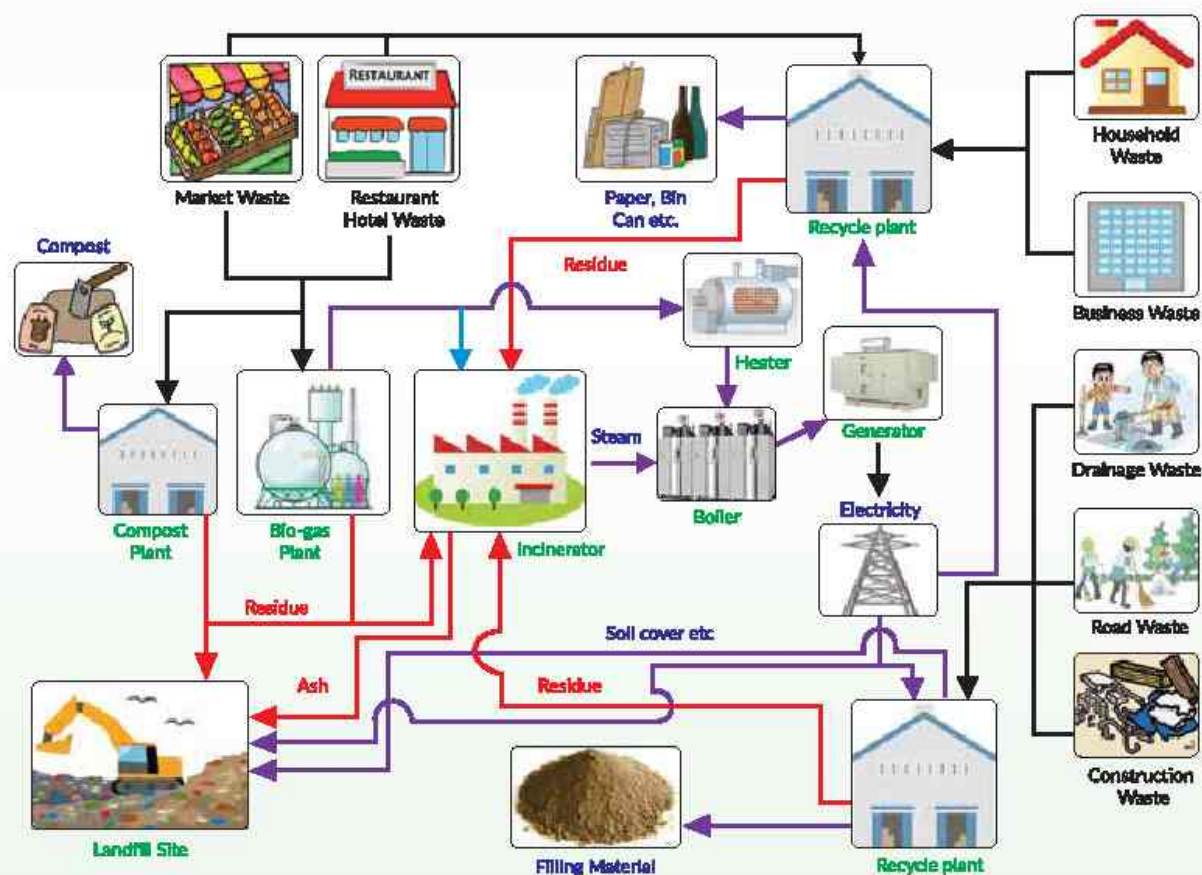 RESTAURANT
Market Waste
Restaurant
Hotel Waste
Paper, Bin
Can etc.
Recycle plant
Household
Waste
Compost
Residue
Business Waste
Heater
Generator
Drainage Waste
Steam
Boiler
Electricity
Compost
Plant
Bio-gas
Plant
incinerator
Residue
Road Waste
Soil cover etc
Ash
Residue
Construction
Waste
Landfill Site
Filling Material
Recycle plant